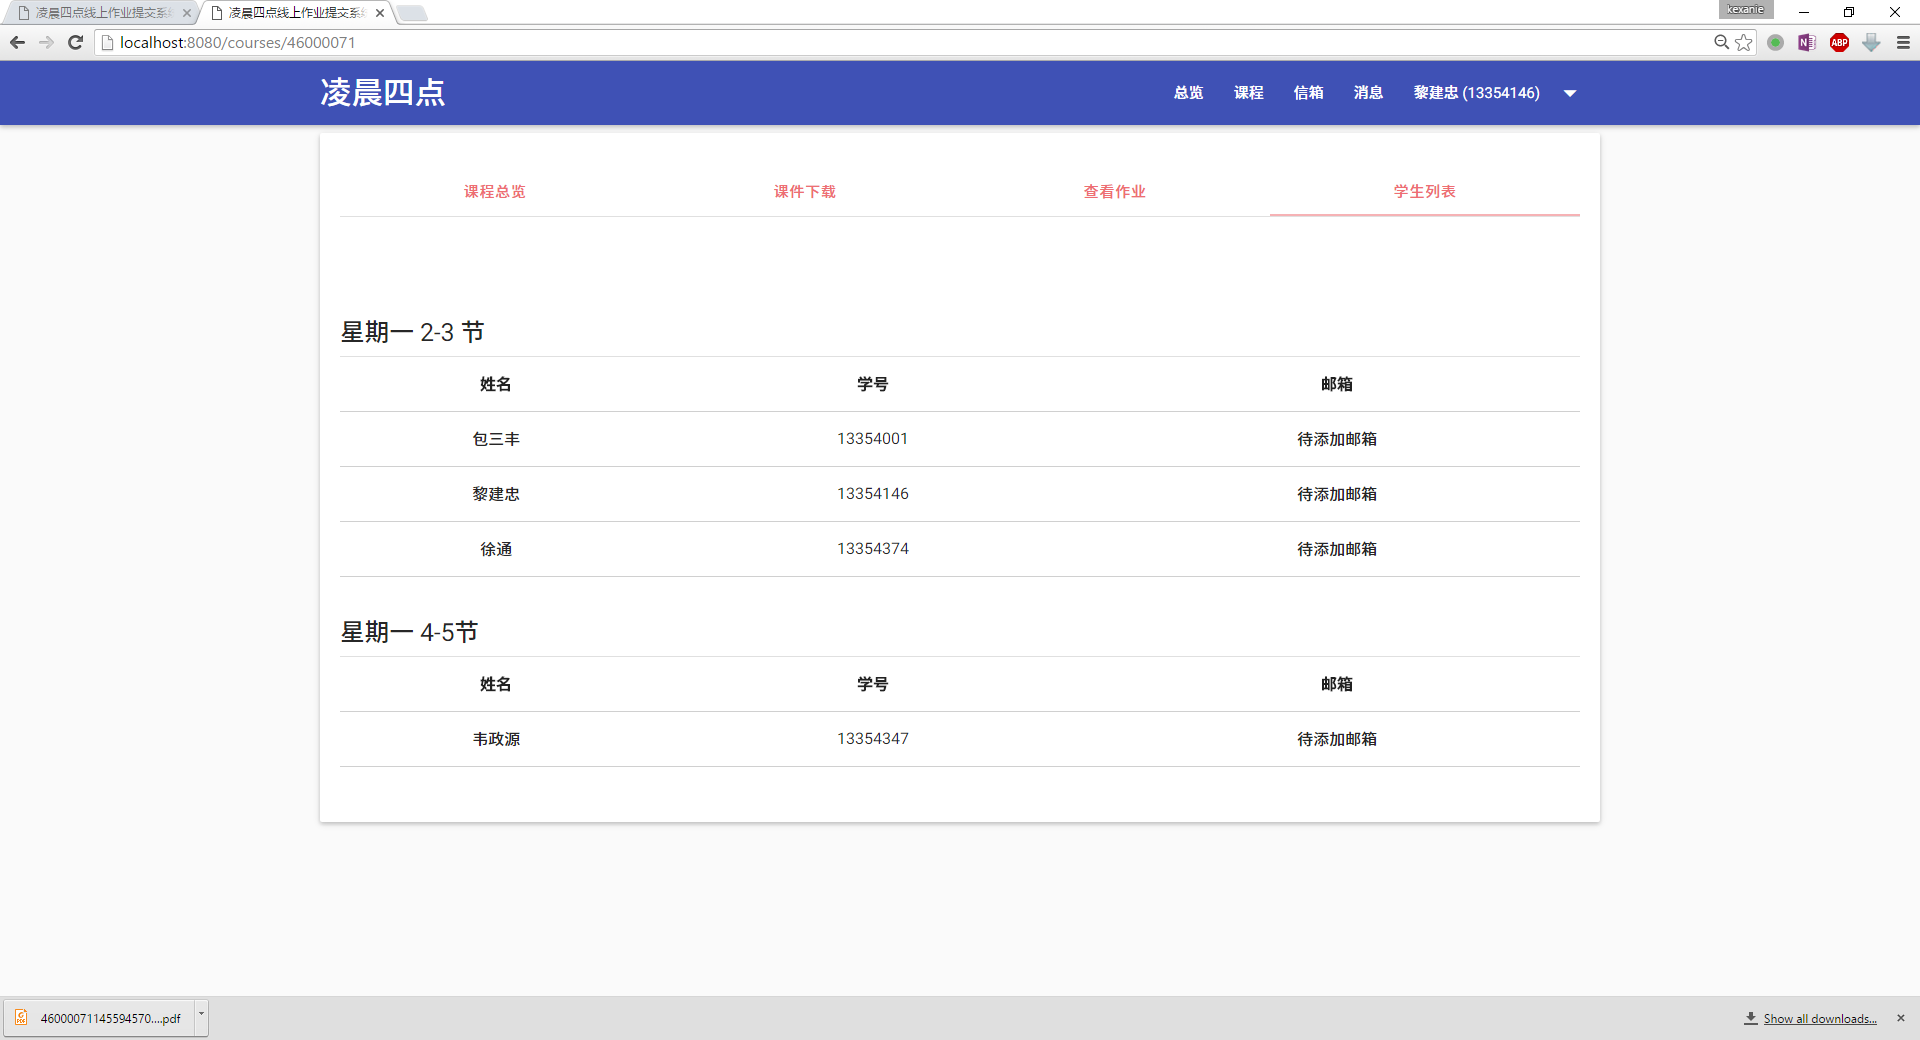 凌晨四点线上作业提交系
凌晨四点线上作业提交系
kexanie
localhost:8080/courses/46000071
ABP
凌晨四点
总览 课程 信箱 消息 黎建忠 (13354146)
课程总览 课件下载 查看作业 学生列表
星期一 2-3 节
姓名 学号 邮箱
包三丰 13354001 待添加邮箱
黎建忠 13354146 待添加邮箱
徐通 13354374 待添加邮箱
星期一 4-5节
姓名 学号 邮箱
韦政源 13354347 待添加邮箱
46000071145594570....pdf
Show all downloads...